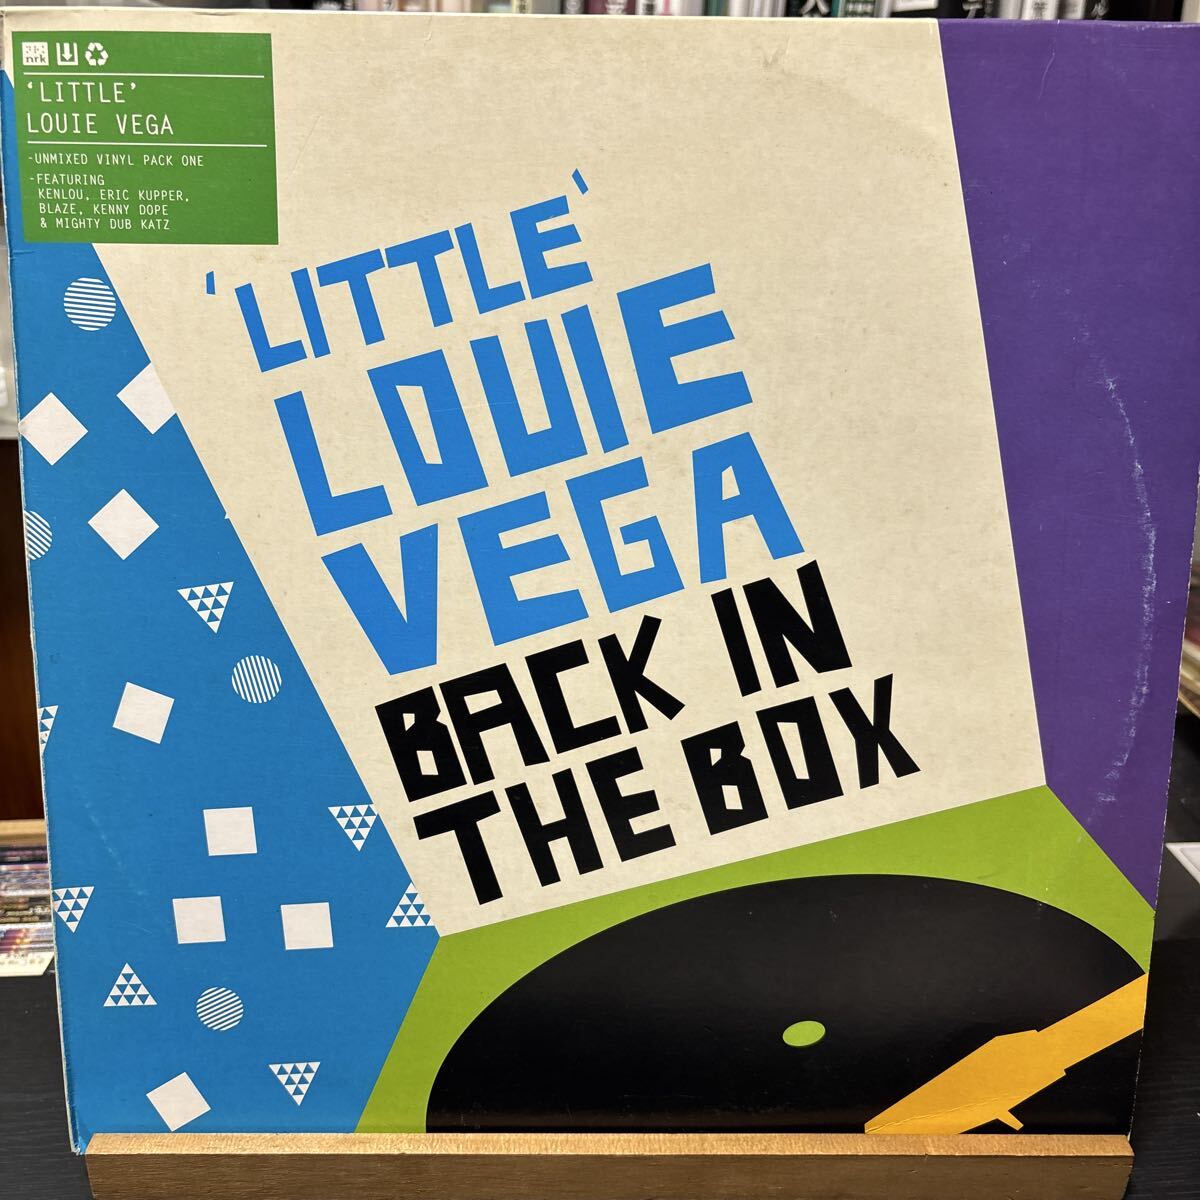 nrk
‘LITTLE’
LOUIE VEGA
-UNMIXED VINYL PACK ONE
-FEATURING
KENLOU, ERIC KUPPER,
BLAZE, KENNY DOPE
& MIGHTY DUB KATZ
‘LITTLE’
LOUIE
VEGA
BACK IN
THE BOX